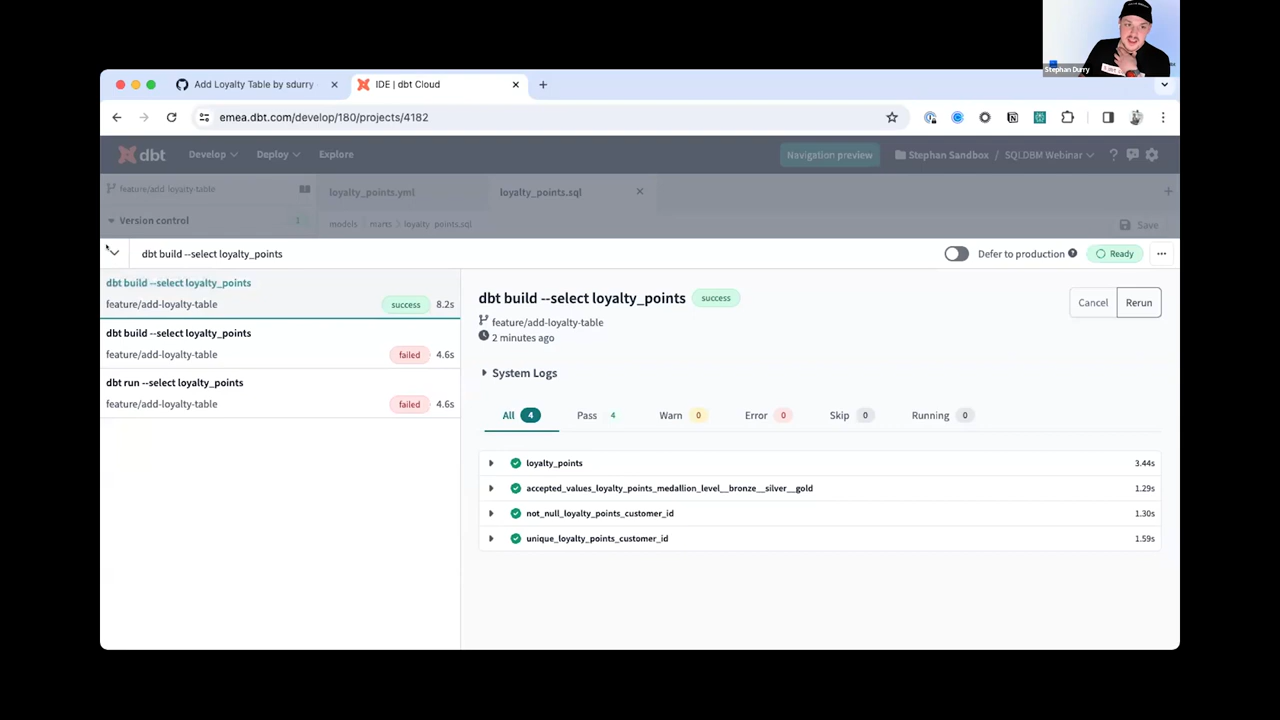 Stephan Durry
Add Loyalty Table by sdurry
IDE | dbt Cloud
emea.dbt.com/develop/180/projects/4182
dbt
Develop
Deploy
Explore
Navigation preview
Stephan Sandbox / SQLDBM Webinar
feature/add-loyalty-table
loyalty_points.yml
loyalty_points.sql
Version control
1
models > marts > loyalty_points.sql
Save
dbt build --select loyalty_points
Defer to production
Ready
dbt build --select loyalty_points
feature/add-loyalty-table
success
8.2s
dbt build --select loyalty_points
feature/add-loyalty-table
failed
4.6s
dbt run --select loyalty_points
feature/add-loyalty-table
failed
4.6s
dbt build --select loyalty_points
success
Cancel
Rerun
feature/add-loyalty-table
2 minutes ago
System Logs
All 4
Pass 4
Warn 0
Error 0
Skip 0
Running 0
loyalty_points
3.44s
accepted_values_loyalty_points_medallion_level__bronze__silver__gold
1.29s
not_null_loyalty_points_customer_id
1.30s
unique_loyalty_points_customer_id
1.59s